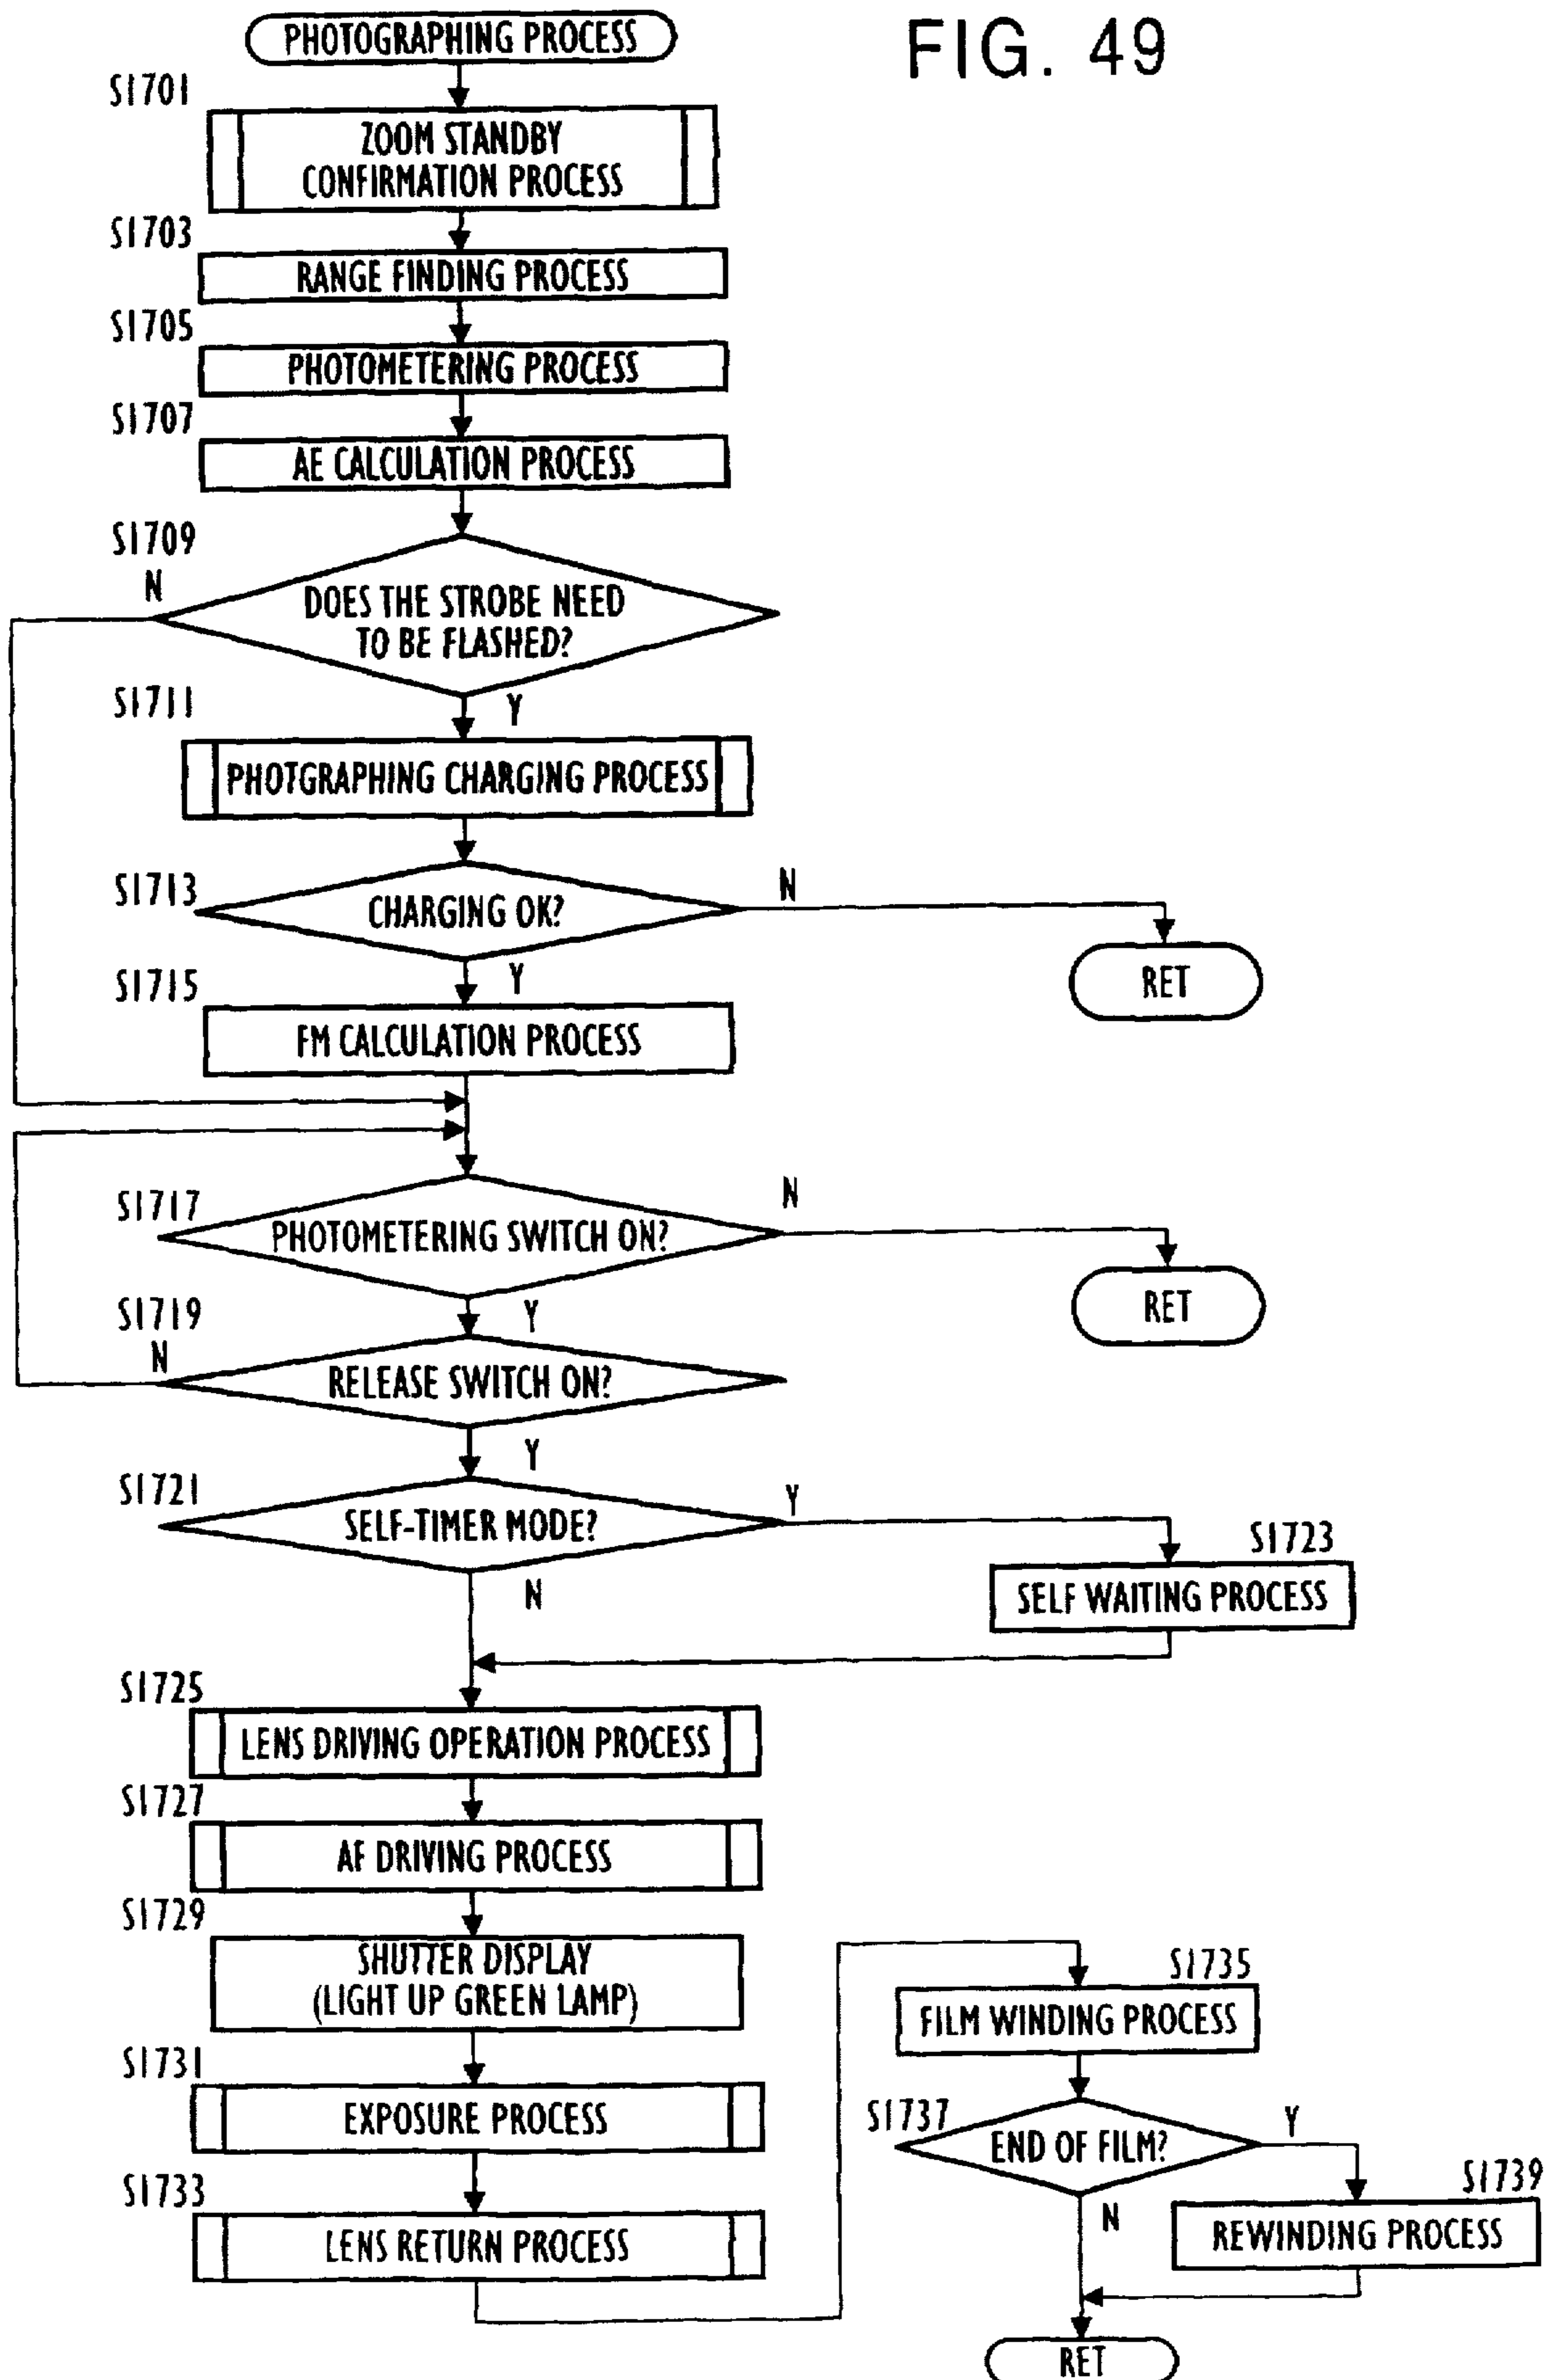 FIG. 49
PHOTOGRAPHING PROCESS
S1701
ZOOM STANDBY
CONFIRMATION PROCESS
S1703
RANGE FINDING PROCESS
S1705
PHOTOMETERING PROCESS
S1707
AE CALCULATION PROCESS
S1709
N
DOES THE STROBE NEED
TO BE FLASHED?
Y
S1711
PHOTGRAPHING CHARGING PROCESS
S1713
CHARGING OK?
N
RET
Y
S1715
FM CALCULATION PROCESS
S1717
PHOTOMETERING SWITCH ON?
N
RET
Y
S1719
N
RELEASE SWITCH ON?
Y
S1721
SELF-TIMER MODE?
Y
S1723
SELF WAITING PROCESS
N
S1725
LENS DRIVING OPERATION PROCESS
S1727
AF DRIVING PROCESS
S1729
SHUTTER DISPLAY
(LIGHT UP GREEN LAMP)
S1731
EXPOSURE PROCESS
S1733
LENS RETURN PROCESS
S1735
FILM WINDING PROCESS
S1737
END OF FILM?
Y
S1739
REWINDING PROCESS
N
RET